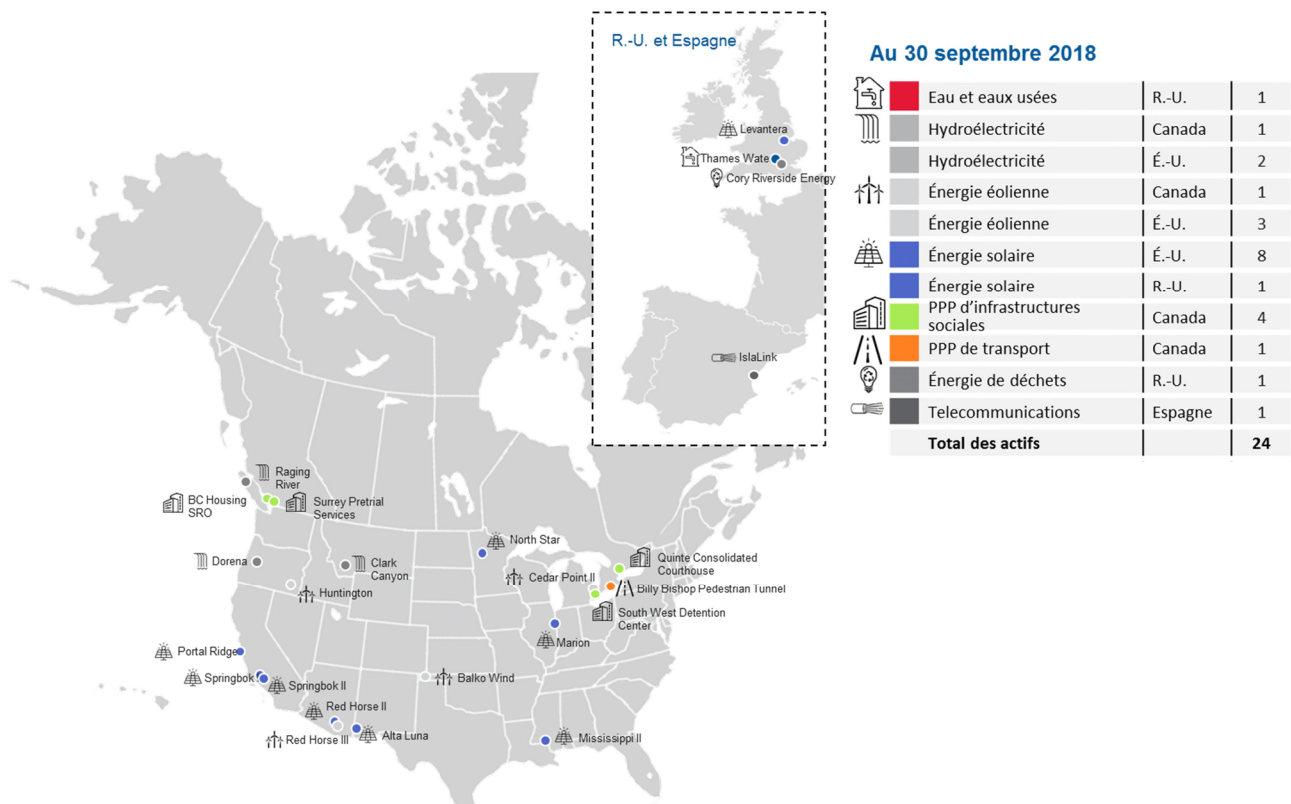 R.-U. et Espagne
Levantera
Thames Wate
Cory Riverside Energy
IslaLink
Au 30 septembre 2018
Eau et eaux usées R.-U. 1
Hydroélectricité Canada 1
Hydroélectricité É.-U. 2
Énergie éolienne Canada 1
Énergie éolienne É.-U. 3
Énergie solaire É.-U. 8
Énergie solaire R.-U. 1
PPP d'infrastructures
sociales Canada 4
PPP de transport Canada 1
Énergie de déchets R.-U. 1
Telecommunications Espagne 1
Total des actifs 24
Raging
River
BC Housing
SRO
Surrey Pretrial
Services
Dorena
Clark
Canyon
Huntington
North Star
Cedar Point II
Quinte Consolidated
Courthouse
Billy Bishop Pedestrian Tunnel
South West Detention
Center
Marion
Portal Ridge
Springbok
Springbok II
Balko Wind
Red Horse II
Red Horse III
Alta Luna
Mississippi II